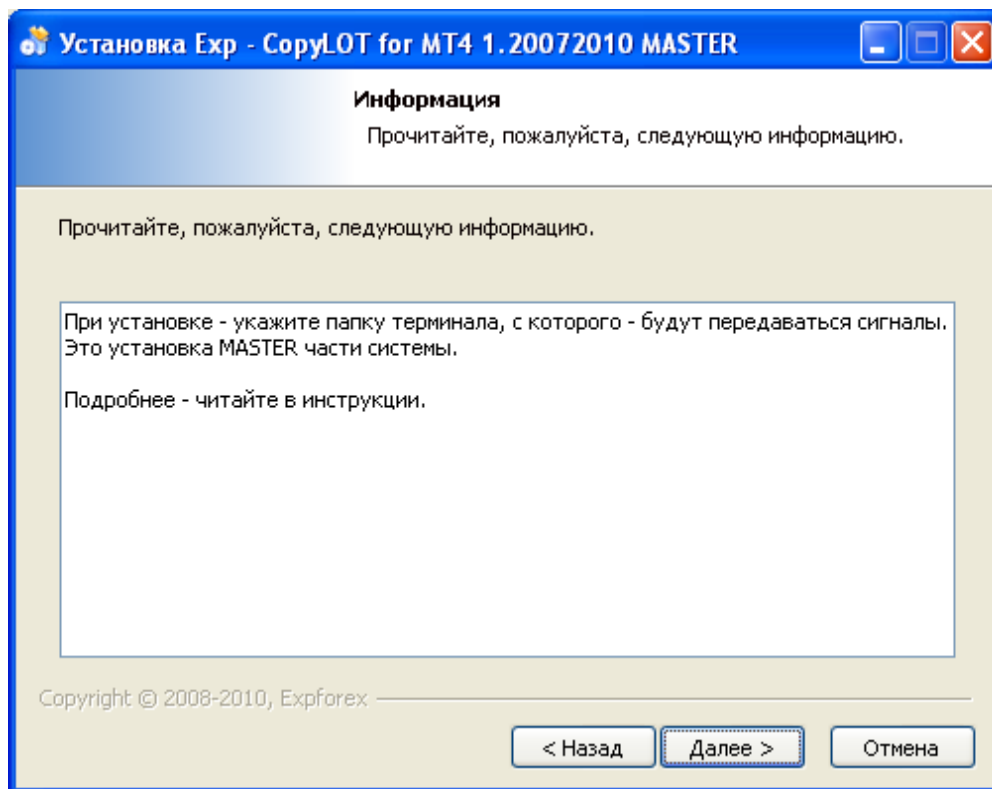 Установка Exp - CopyLOT for MT4 1.20072010 MASTER
Информация
Прочитайте, пожалуйста, следующую информацию.
Прочитайте, пожалуйста, следующую информацию.
При установке - укажите папку терминала, с которого - будут передаваться сигналы.
Это установка MASTER части системы.
Подробнее - читайте в инструкции.
Copyright © 2008-2010, Expforex
< Назад
Далее >
Отмена